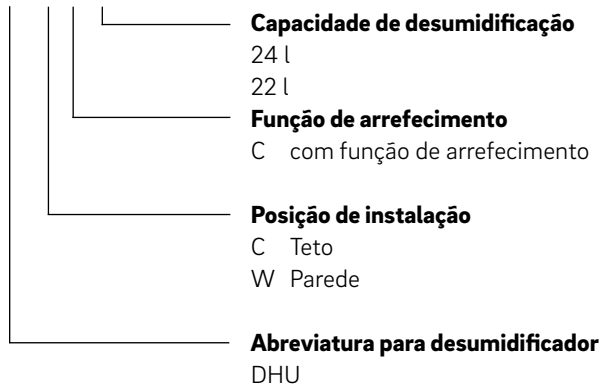 Capacidade de desumidificação
24 l
22 l
Função de arrefecimento
C com função de arrefecimento
Posição de instalação
C Teto
W Parede
Abreviatura para desumidificador
DHU